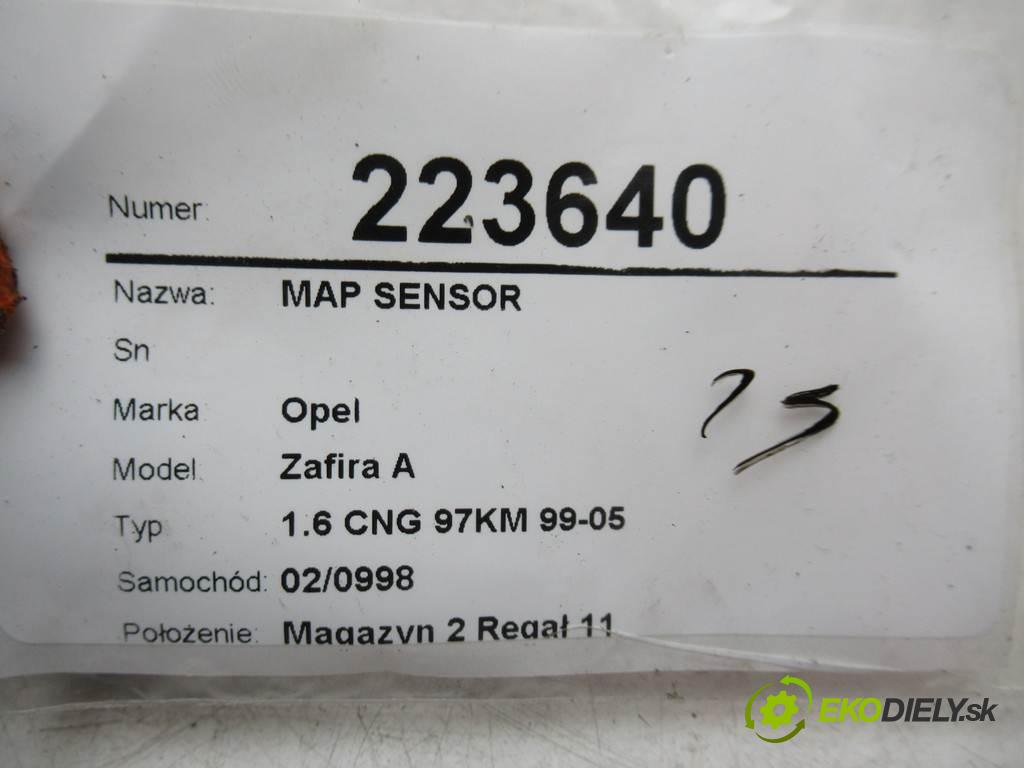 Numer: 223640
Nazwa: MAP SENSOR
Sn
Marka Opel
Model: Zafira A
Typ 1.6 CNG 97KM 99-05
Samochód: 02/0998
Położenie: Magazyn 2 Regał 11
EKODIELY.sk